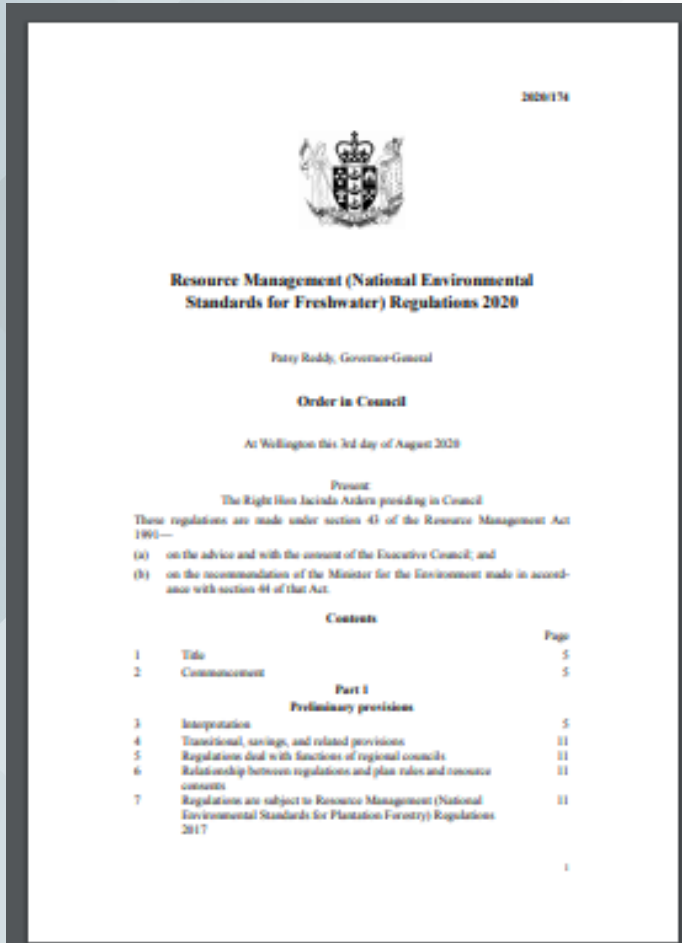 2020/174
Resource Management (National Environmental
Standards for Freshwater) Regulations 2020
Patsy Reddy, Governor-General
Order in Council
At Wellington this 3rd day of August 2020
Present:
The Right Hon Jacinda Ardern presiding in Council
These regulations are made under section 43 of the Resource Management Act
1991—
(a) on the advice and with the consent of the Executive Council; and
(b) on the recommendation of the Minister for the Environment made in accord-
ance with section 44 of that Act.
Contents
Page
1 Title 5
2 Commencement 5
Part 1
Preliminary provisions
3 Interpretation 5
4 Transitional, savings, and related provisions 11
5 Regulations deal with functions of regional councils 11
6 Relationship between regulations and plan rules and resource 11
consents
7 Regulations are subject to Resource Management (National 11
Environmental Standards for Plantation Forestry) Regulations
2017
1